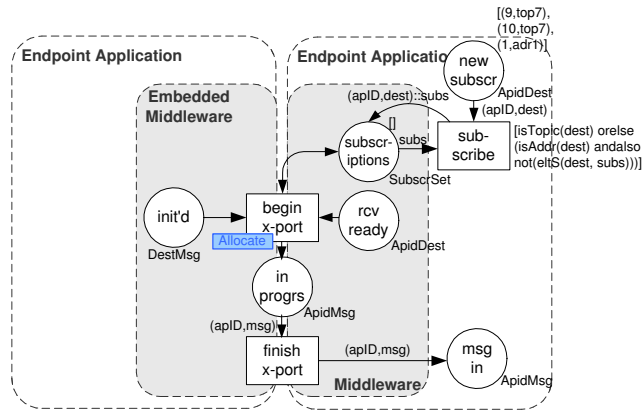 [(9,top7),
(10,top7),
(1,adr1)]
Endpoint Application
Endpoint Application
new
subscr
ApidDest
(apID,dest)::subs
(apID,dest)
Embedded
Middleware
[]
subscr-
iptions
subs
SubscrSet
sub-
scribe
[isTopic(dest) orelse
(isAddr(dest) andalso
not(eltS(dest, subs)))]
init'd
DestMsg
begin
x-port
Allocate
rcv
ready
ApidDest
in
progrs
ApidMsg
(apID,msg)
finish
x-port
(apID,msg)
msg
in
ApidMsg
Middleware